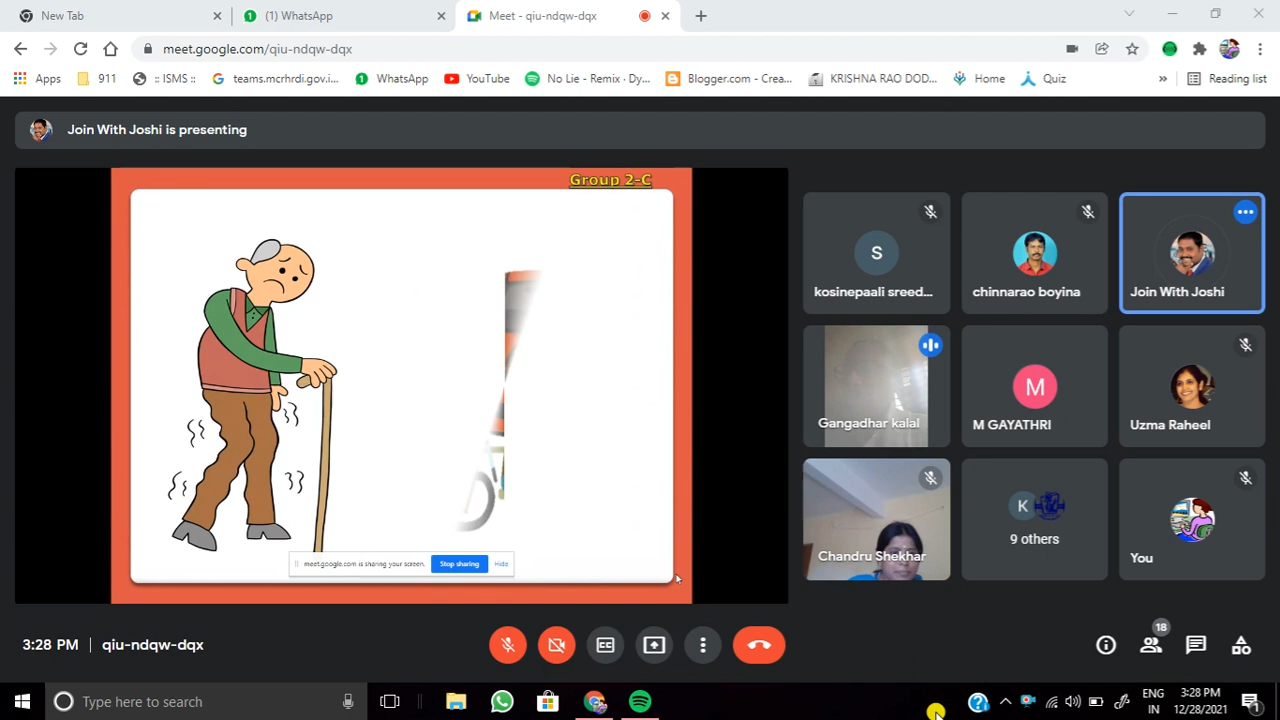 New Tab
(1) WhatsApp
Meet - qiu-ndqw-dqx
meet.google.com/qiu-ndqw-dqx
Apps
911
:: ISMS ::
teams.mcrhrdi.gov.i...
WhatsApp
YouTube
No Lie - Remix · Dy...
Blogger.com - Crea...
KRISHNA RAO DOD...
Home
Quiz
»
Reading list
Join With Joshi is presenting
Group 2-C
meet.google.com is sharing your screen.
Stop sharing
Hide
S
kosinepaali sreed...
chinnarao boyina
Join With Joshi
Gangadhar kalal
M
M GAYATHRI
Uzma Raheel
Chandru Shekhar
K
9 others
You
3:28 PM | qiu-ndqw-dqx
18
Type here to search
ENG
IN
3:28 PM
12/28/2021
1